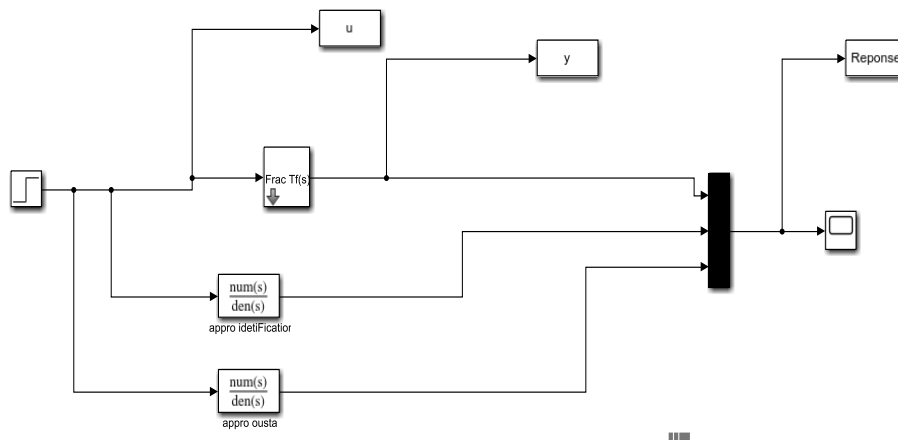 u
y
Reponse
Frac Tf(s)
num(s)
den(s)
appro idetiFication
num(s)
den(s)
appro ousta